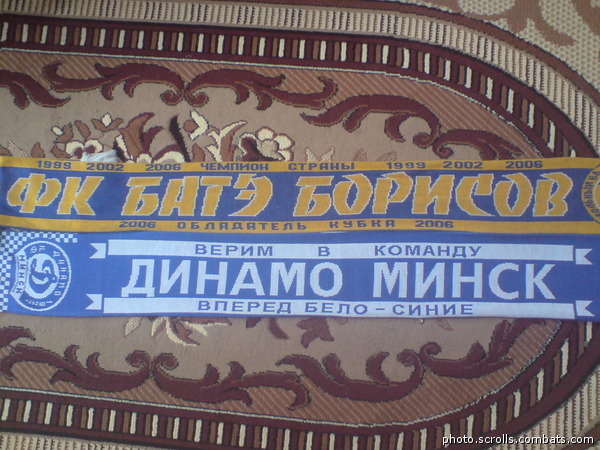 1999 2002 2006 ЧЕМПИОН СТРАНЫ 1999 2002 2006
ФК БАТЭ БОРИСОВ
2006 ОБЛАДАТЕЛЬ КУБКА 2006
ВЕРИМ В КОМАНДУ
ДИНАМО МИНСК
ВПЕРЕД БЕЛО-СИНИЕ
photo.scrolls.combats.com